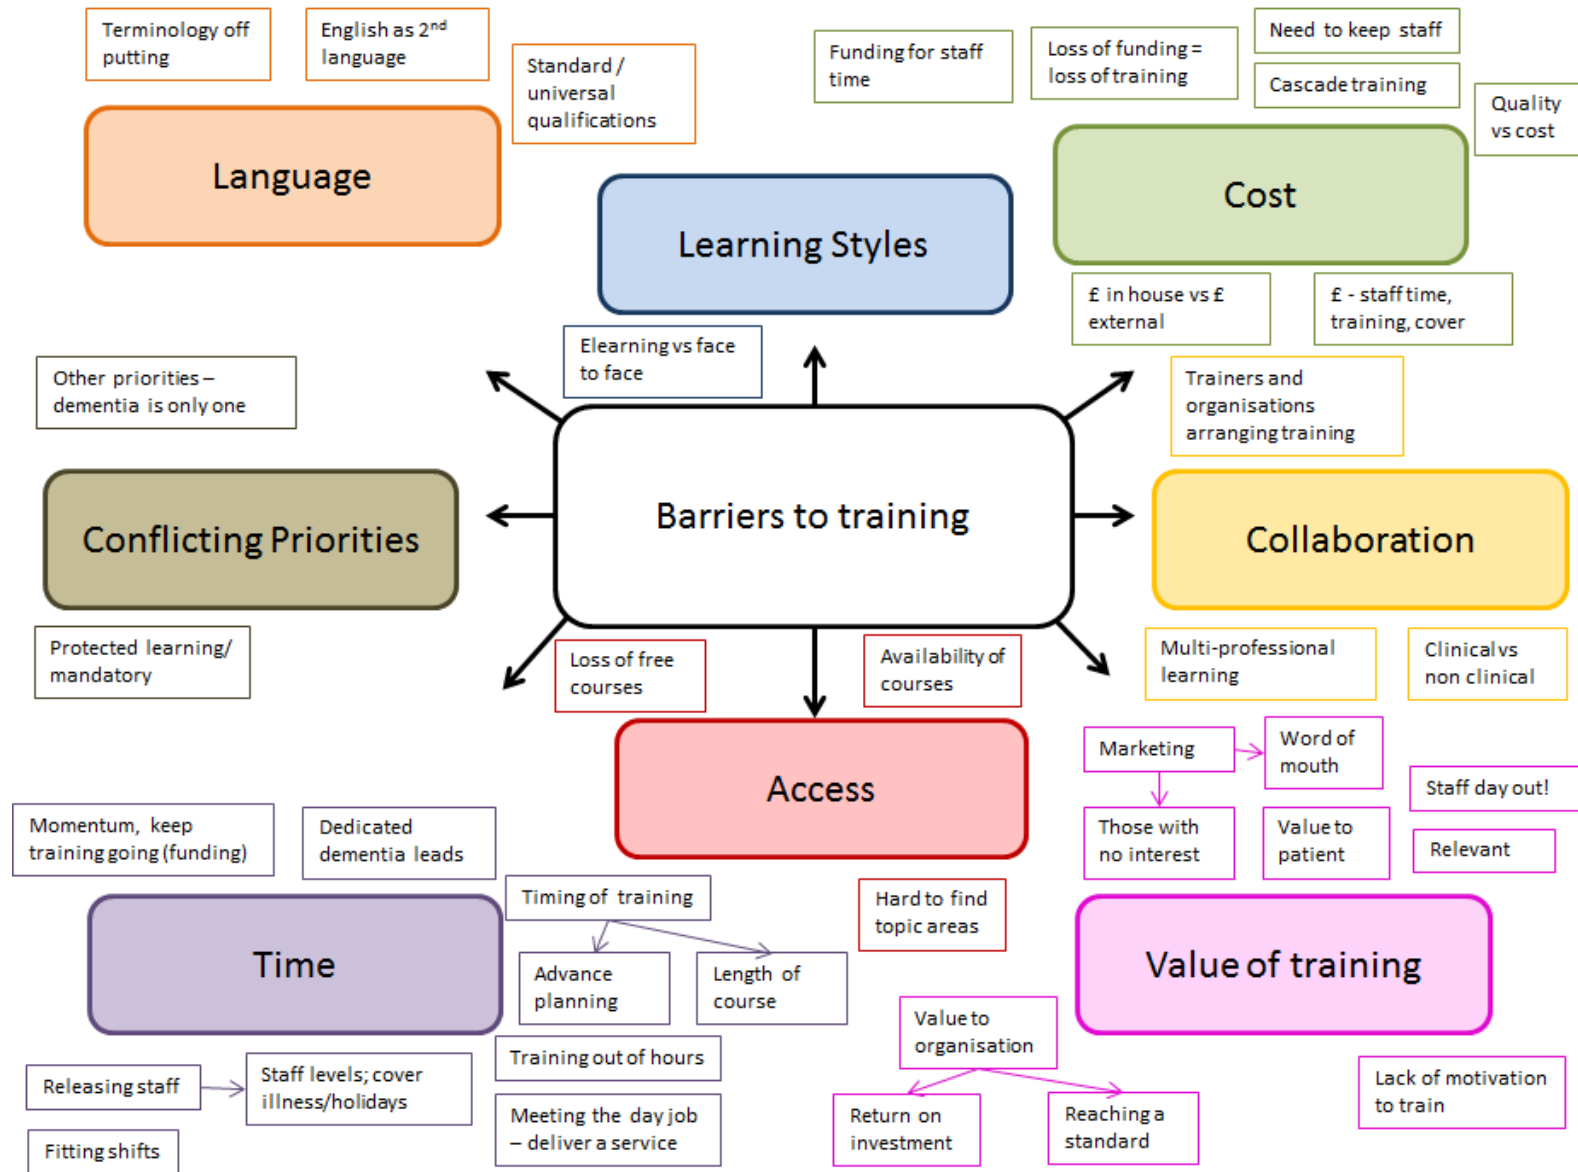 Terminology off
putting
English as 2nd
language
Standard /
universal
qualifications
Language
Funding for staff
time
Loss of funding =
loss of training
Need to keep staff
Cascade training
Quality
vs cost
Cost
£ in house vs £
external
£ - staff time,
training, cover
Learning Styles
Elearning vs face
to face
Other priorities –
dementia is only one
Conflicting Priorities
Protected learning/
mandatory
Barriers to training
Trainers and
organisations
arranging training
Collaboration
Multi-professional
learning
Clinical vs
non clinical
Loss of free
courses
Availability of
courses
Access
Hard to find
topic areas
Momentum, keep
training going (funding)
Dedicated
dementia leads
Time
Timing of training
Advance
planning
Length of
course
Training out of hours
Meeting the day job
– deliver a service
Releasing staff
Staff levels; cover
illness/holidays
Fitting shifts
Marketing
Word of
mouth
Staff day out!
Those with
no interest
Value to
patient
Relevant
Value of training
Value to
organisation
Return on
investment
Reaching a
standard
Lack of motivation
to train